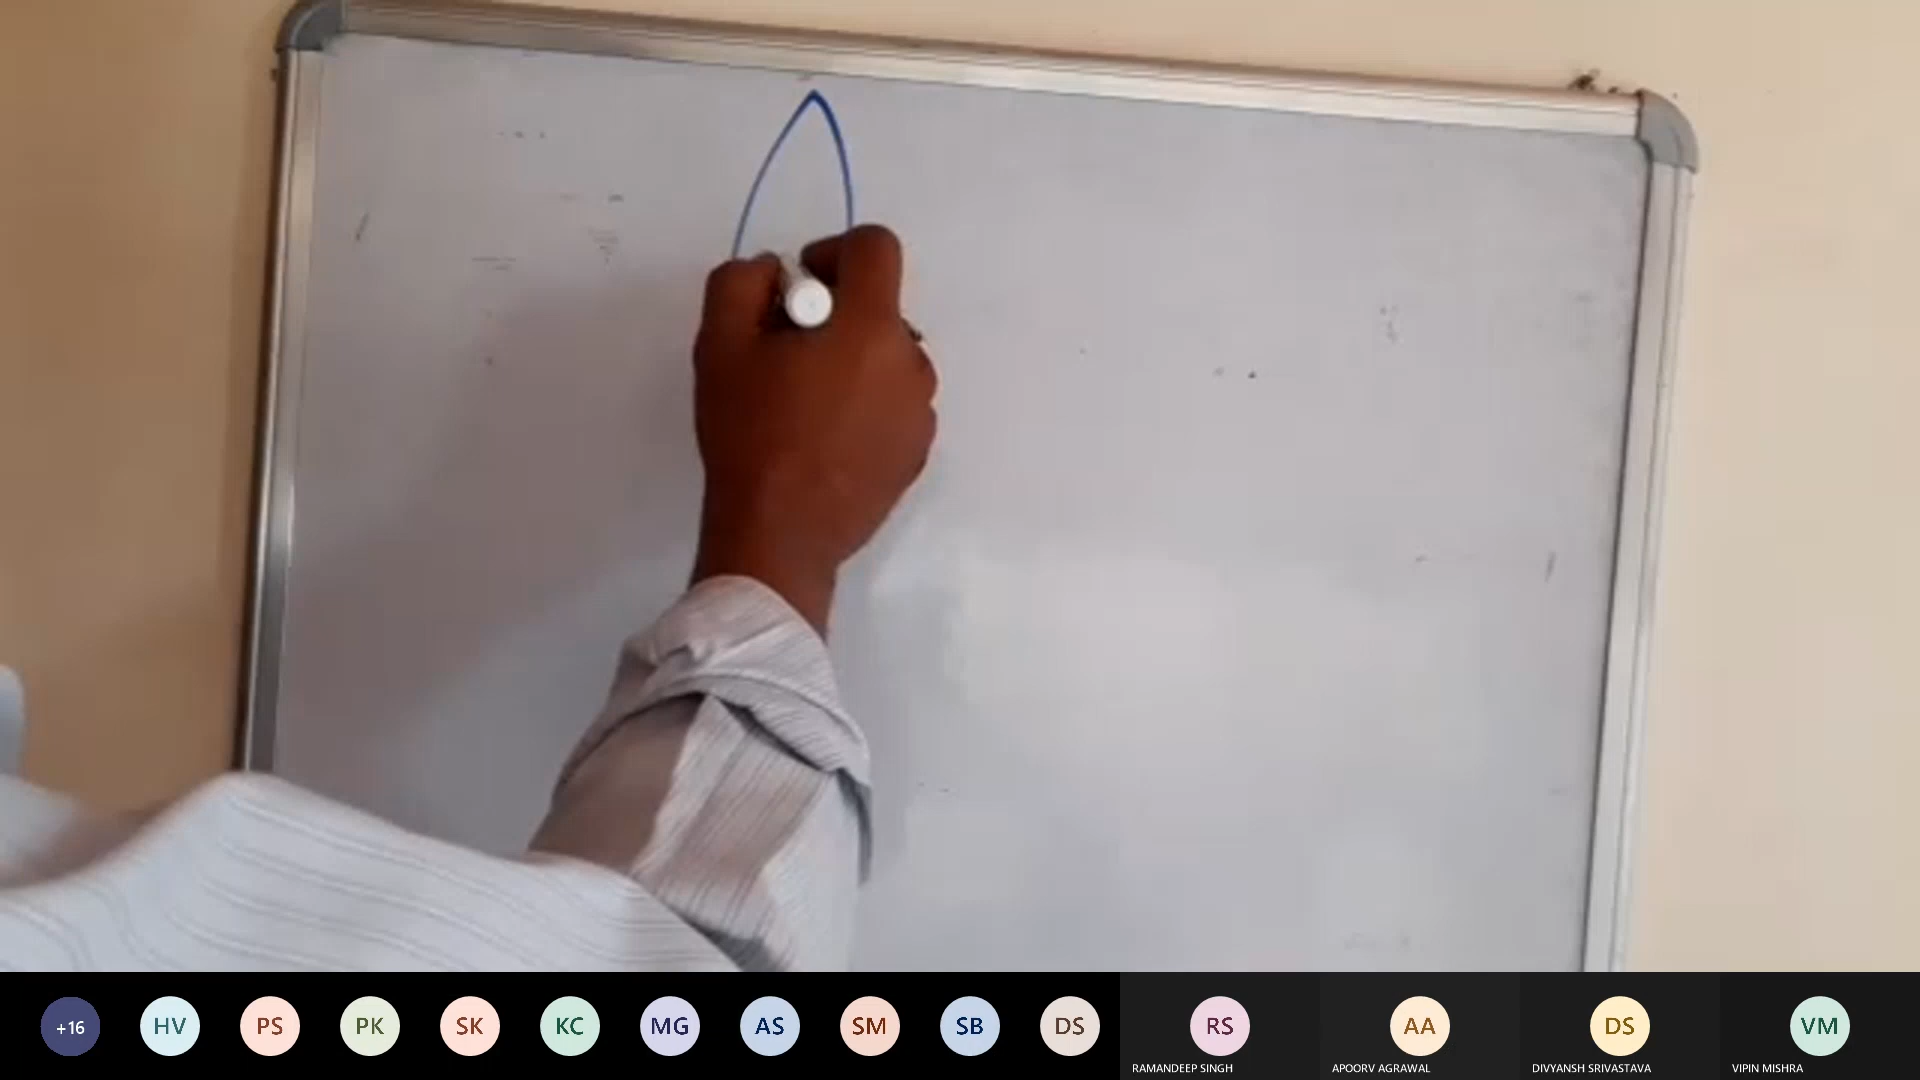 +16 HV PS PK SK KC MG AS SM SB DS RS AA DS VM
RAMANDEEP SINGH APOORV AGRAWAL DIVYANSH SRIVASTAVA VIPIN MISHRA